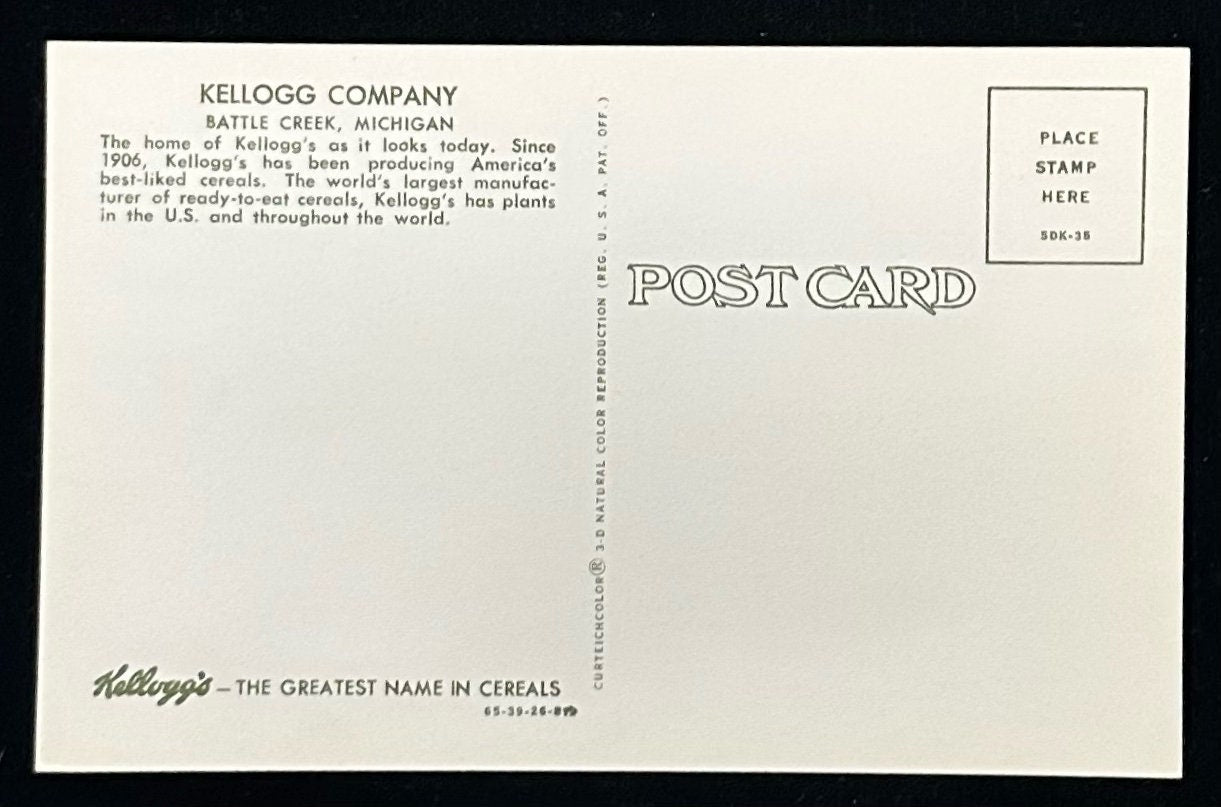 KELLOGG COMPANY
BATTLE CREEK, MICHIGAN
The home of Kellogg's as it looks today. Since
1906, Kellogg's has been producing America's
best-liked cereals. The world's largest manufac-
turer of ready-to-eat cereals, Kellogg's has plants
in the U.S. and throughout the world.
Kellogg's – THE GREATEST NAME IN CEREALS
CURTEICHCOLOR® 3-D NATURAL COLOR REPRODUCTION (REG. U. S. A. PAT. OFF.)
POST CARD
PLACE
STAMP
HERE
SDK-35